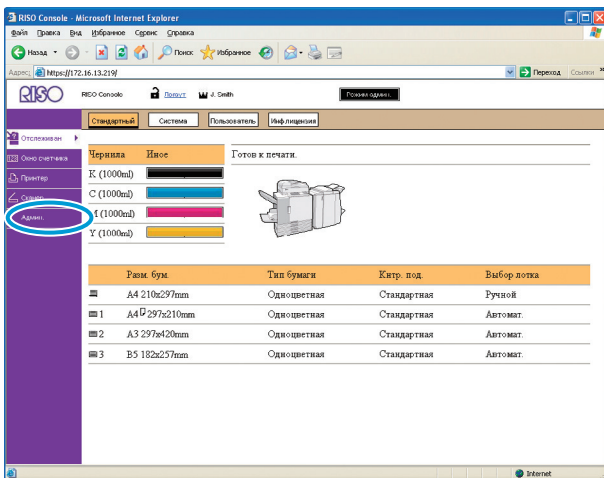 RISO Console - Microsoft Internet Explorer
Файл Правка Вид Избранное Сервис Справка
Назад Поиск Избранное
Адрес: https://172.16.13.219/ Переход Ссылки »
RISO RISO Console Логаут J. Smith Режим админ.
Стандартный Система Пользователь Инф лицензия
Отслеживан
Окно счетчика
Принтер
Сканер
Админ.
Чернила Иное Готов к печати.
K (1000ml)
C (1000ml)
M (1000ml)
Y (1000ml)
Разм. бум. Тип бумаги Кнтр. под. Выбор лотка
A4 210x297mm Одноцветная Стандартная Ручной
1 A4 297x210mm Одноцветная Стандартная Автомат.
2 A3 297x420mm Одноцветная Стандартная Автомат.
3 B5 182x257mm Одноцветная Стандартная Автомат.
Internet